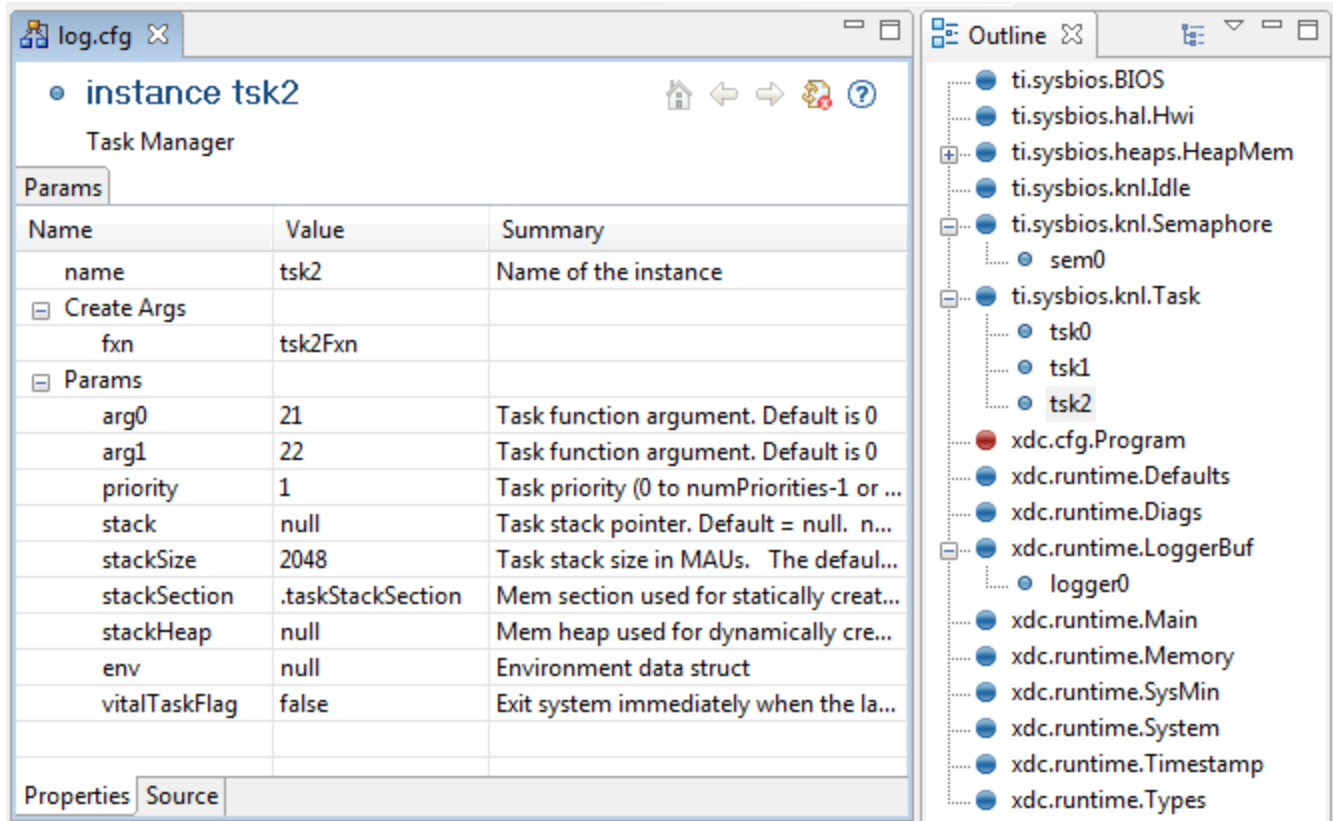 log.cfg
instance tsk2
Task Manager
Params
Name Value Summary
name tsk2 Name of the instance
Create Args
fxn tsk2Fxn
Params
arg0 21 Task function argument. Default is 0
arg1 22 Task function argument. Default is 0
priority 1 Task priority (0 to numPriorities-1 or ...
stack null Task stack pointer. Default = null. n...
stackSize 2048 Task stack size in MAUs. The defaul...
stackSection .taskStackSection Mem section used for statically creat...
stackHeap null Mem heap used for dynamically cre...
env null Environment data struct
vitalTaskFlag false Exit system immediately when the la...
Properties Source
Outline
ti.sysbios.BIOS
ti.sysbios.hal.Hwi
ti.sysbios.heaps.HeapMem
ti.sysbios.knl.Idle
ti.sysbios.knl.Semaphore
sem0
ti.sysbios.knl.Task
tsk0
tsk1
tsk2
xdc.cfg.Program
xdc.runtime.Defaults
xdc.runtime.Diags
xdc.runtime.LoggerBuf
logger0
xdc.runtime.Main
xdc.runtime.Memory
xdc.runtime.SysMin
xdc.runtime.System
xdc.runtime.Timestamp
xdc.runtime.Types